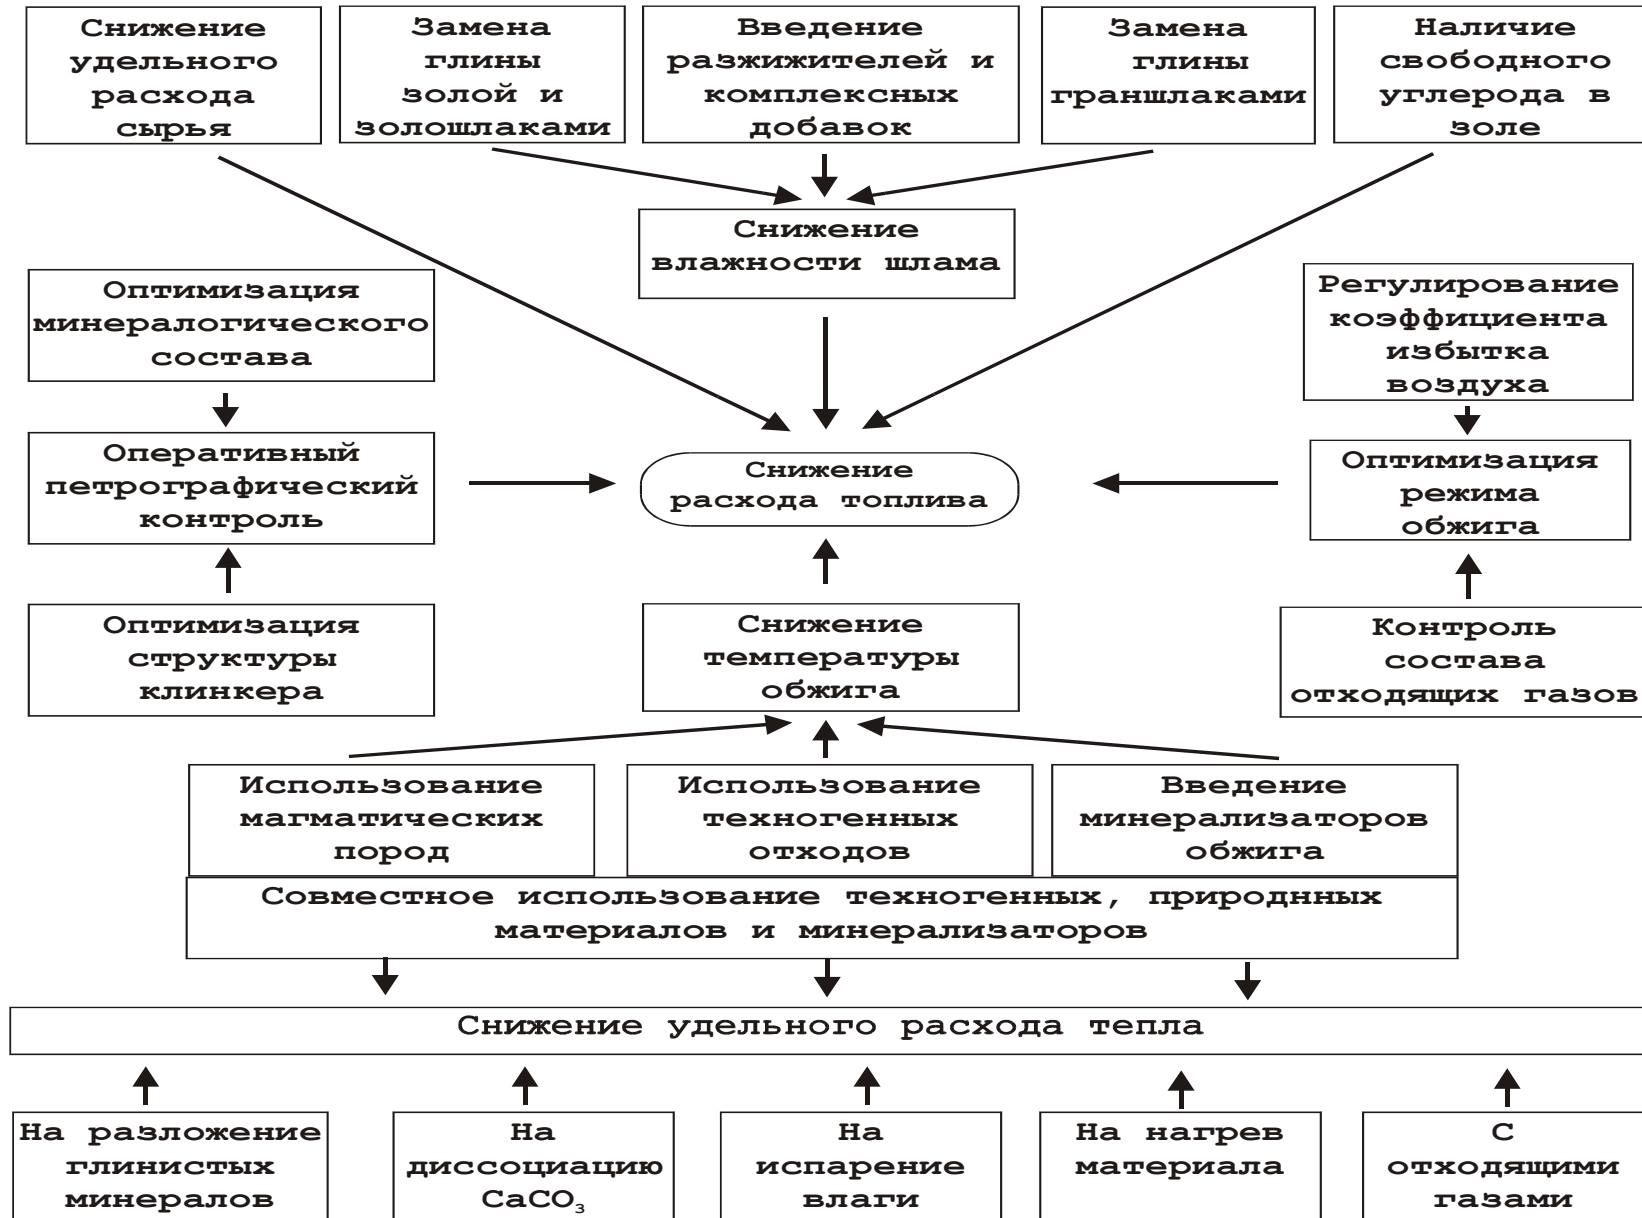 Снижение
удельного
расхода
сырья
Замена
глины
золой и
золошлаками
Введение
разжижителей и
комплексных
добавок
Замена
глины
граншлаками
Наличие
свободного
углерода в
золе
Снижение
влажности шлама
Оптимизация
минералогического
состава
Регулирование
коэффициента
избытка
воздуха
Оперативный
петрографический
контроль
Снижение
расхода топлива
Оптимизация
режима
обжига
Оптимизация
структуры
клинкера
Снижение
температуры
обжига
Контроль
состава
отходящих газов
Использование
магматических
пород
Использование
техногенных
отходов
Введение
минерализаторов
обжига
Совместное использование техногенных, природнных
материалов и минерализаторов
Снижение удельного расхода тепла
На разложение
глинистых
минералов
На
диссоциацию
CaCO₃
На
испарение
влаги
На нагрев
материала
С
отходящими
газами